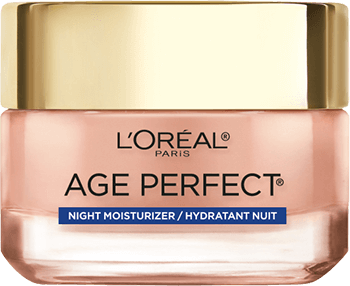 L'ORÉAL®
PARIS
AGE PERFECT®
NIGHT MOISTURIZER / HYDRATANT NUIT